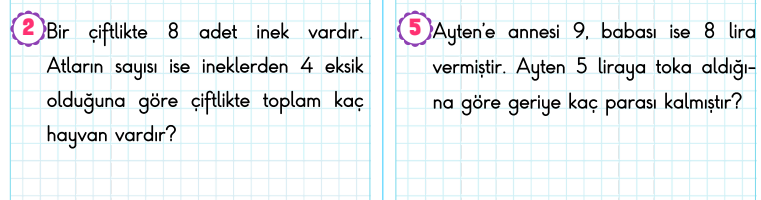 2 Bir çiftlikte 8 adet inek vardır.
Atların sayısı ise ineklerden 4 eksik
olduğuna göre çiftlikte toplam kaç
hayvan vardır?
5 Ayten'e annesi 9, babası ise 8 lira
vermiştir. Ayten 5 liraya toka aldığı-
na göre geriye kaç parası kalmıştır?